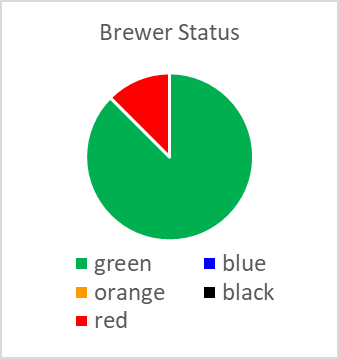 Brewer Status
green blue
orange black
red